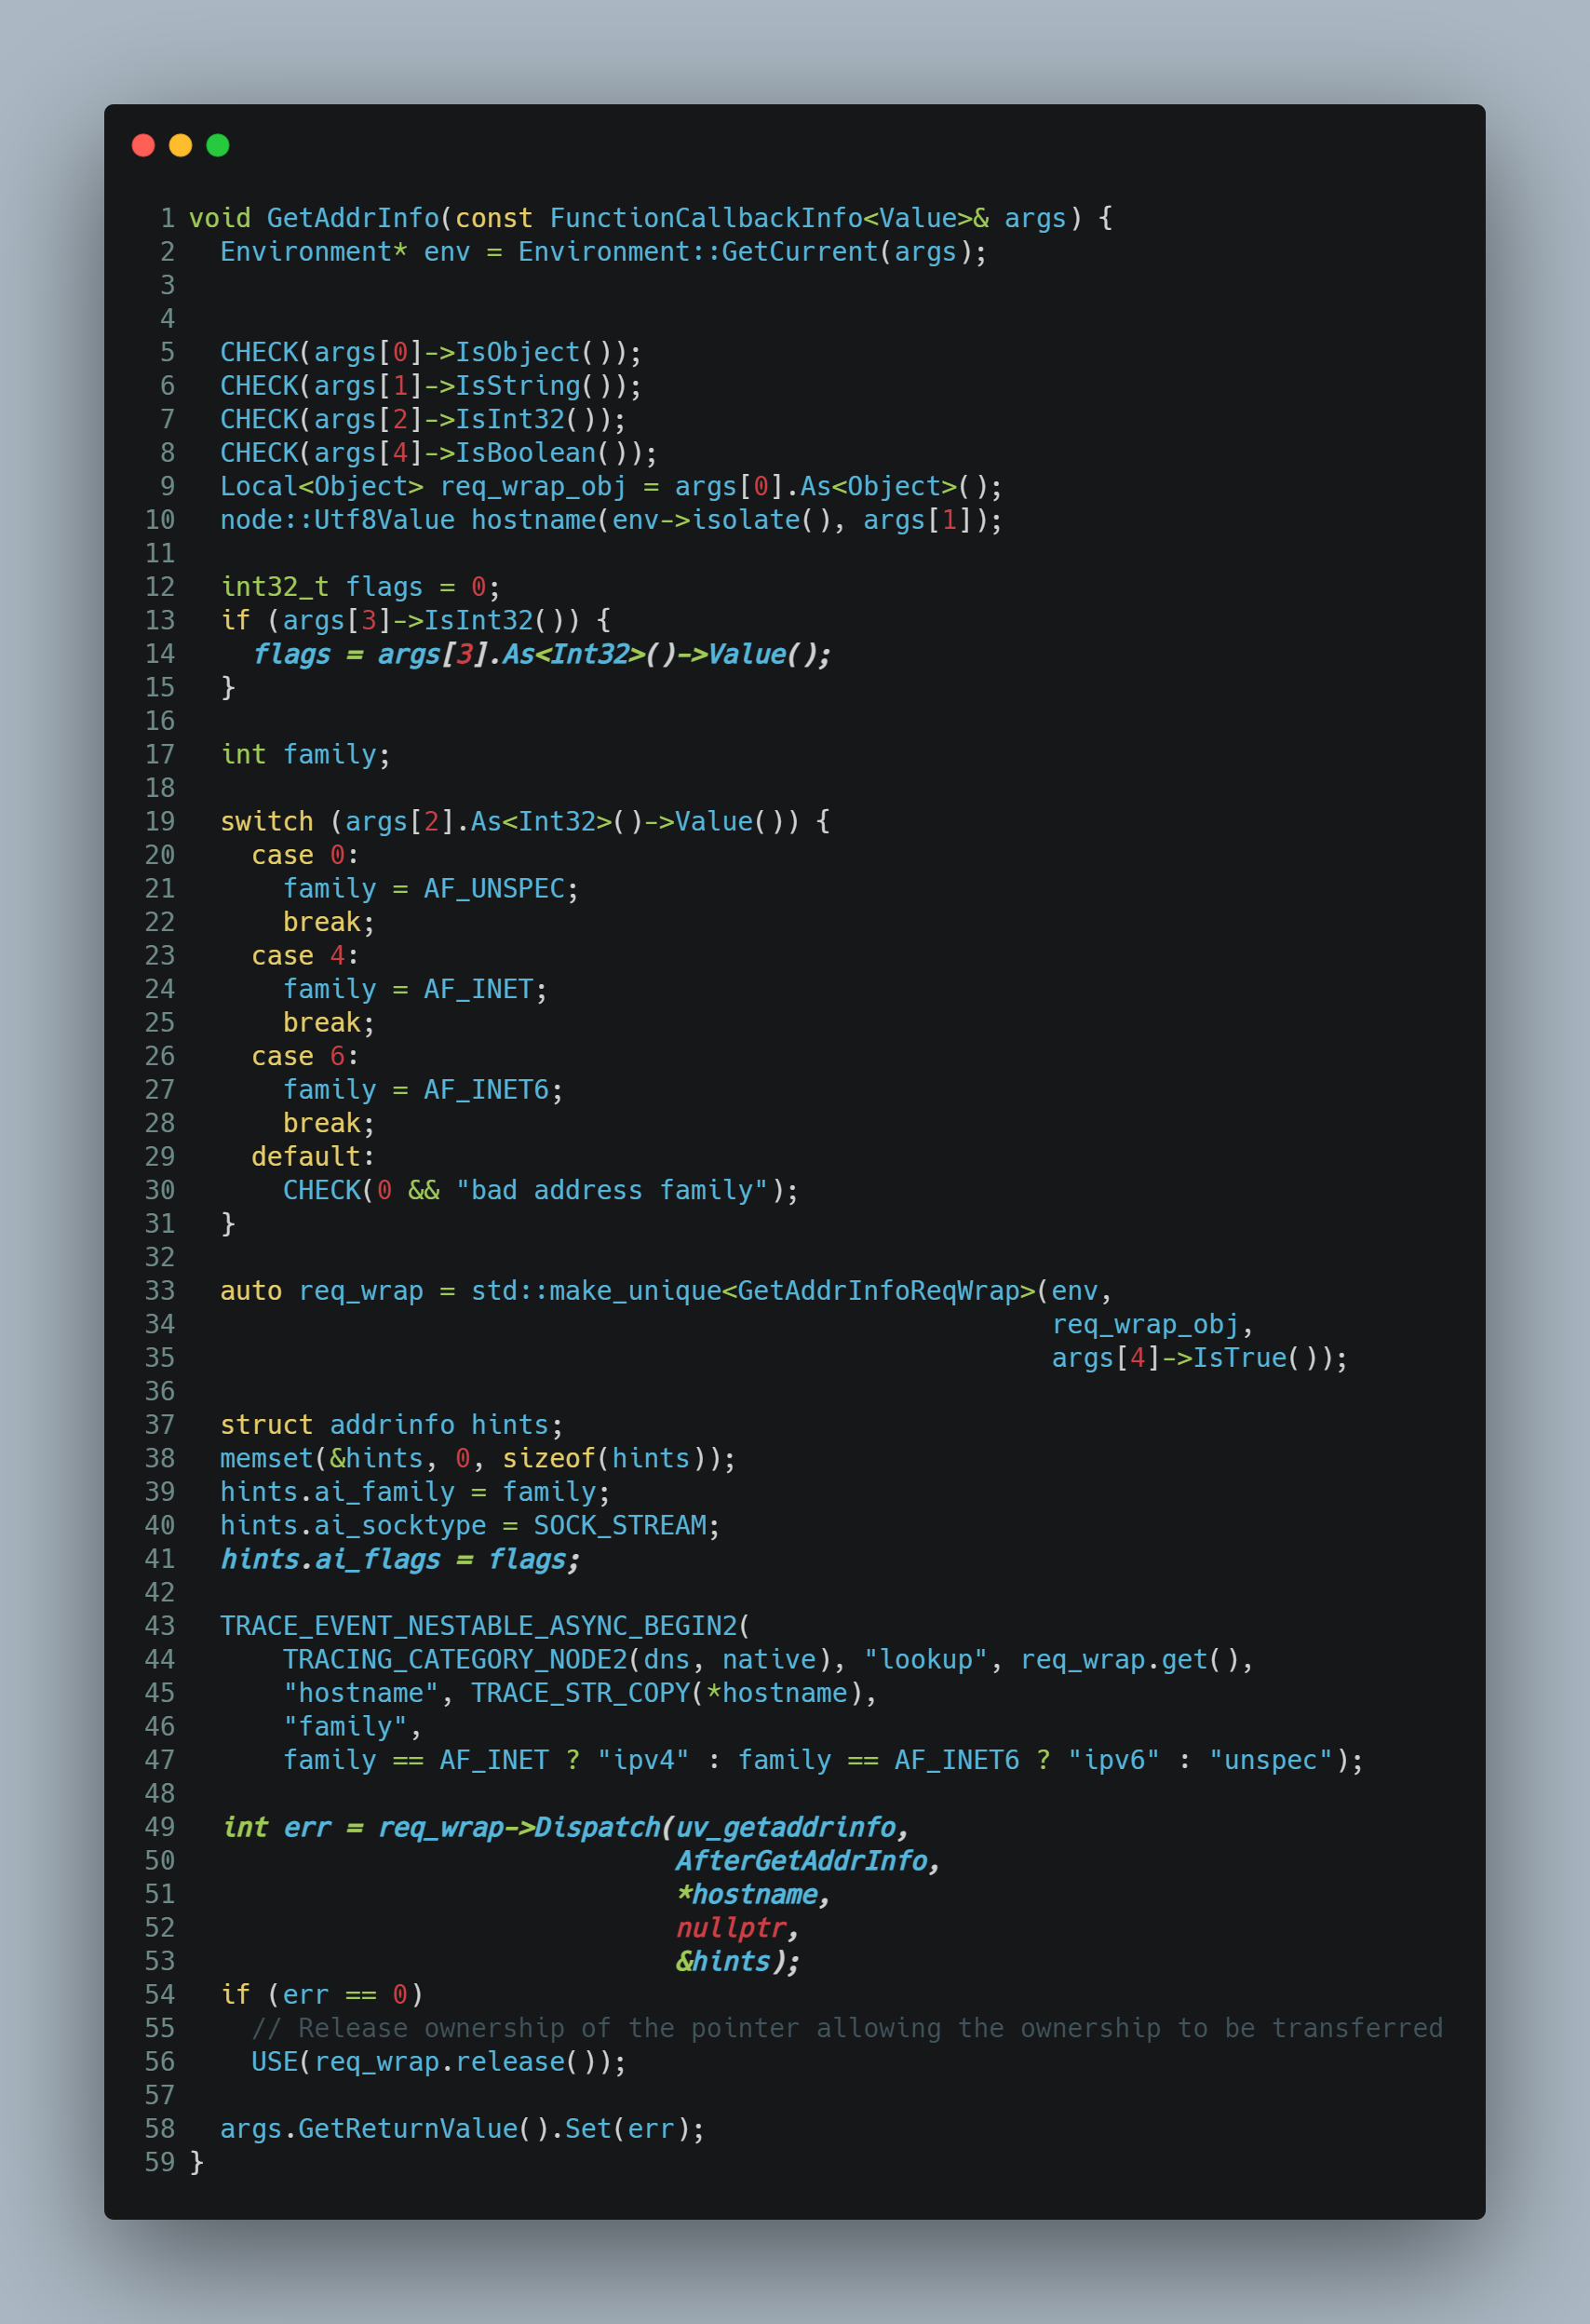 1 void GetAddrInfo(const FunctionCallbackInfo<Value>& args) {
2   Environment* env = Environment::GetCurrent(args);
3
4
5   CHECK(args[0]->IsObject());
6   CHECK(args[1]->IsString());
7   CHECK(args[2]->IsInt32());
8   CHECK(args[4]->IsBoolean());
9   Local<Object> req_wrap_obj = args[0].As<Object>();
10   node::Utf8Value hostname(env->isolate(), args[1]);
11
12   int32_t flags = 0;
13   if (args[3]->IsInt32()) {
14     flags = args[3].As<Int32>()->Value();
15   }
16
17   int family;
18
19   switch (args[2].As<Int32>()->Value()) {
20     case 0:
21       family = AF_UNSPEC;
22       break;
23     case 4:
24       family = AF_INET;
25       break;
26     case 6:
27       family = AF_INET6;
28       break;
29     default:
30       CHECK(0 && "bad address family");
31   }
32
33   auto req_wrap = std::make_unique<GetAddrInfoReqWrap>(env,
34                                                        req_wrap_obj,
35                                                        args[4]->IsTrue());
36
37   struct addrinfo hints;
38   memset(&hints, 0, sizeof(hints));
39   hints.ai_family = family;
40   hints.ai_socktype = SOCK_STREAM;
41   hints.ai_flags = flags;
42
43   TRACE_EVENT_NESTABLE_ASYNC_BEGIN2(
44       TRACING_CATEGORY_NODE2(dns, native), "lookup", req_wrap.get(),
45       "hostname", TRACE_STR_COPY(*hostname),
46       "family",
47       family == AF_INET ? "ipv4" : family == AF_INET6 ? "ipv6" : "unspec");
48
49   int err = req_wrap->Dispatch(uv_getaddrinfo,
50                                AfterGetAddrInfo,
51                                *hostname,
52                                nullptr,
53                                &hints);
54   if (err == 0)
55     // Release ownership of the pointer allowing the ownership to be transferred
56     USE(req_wrap.release());
57
58   args.GetReturnValue().Set(err);
59 }